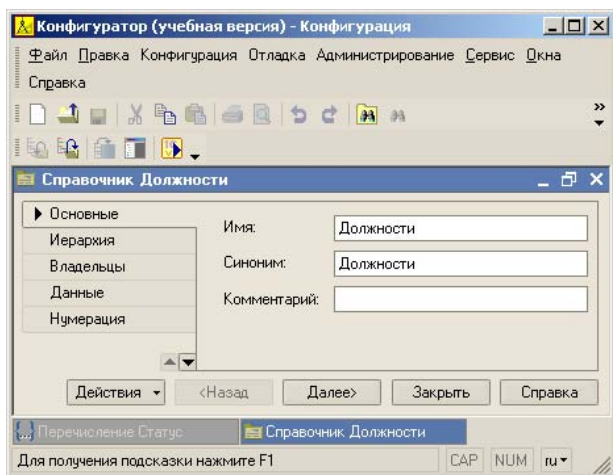 Конфигуратор (учебная версия) - Конфигурация
Файл Правка Конфигурация Отладка Администрирование Сервис Окна
Справка
Справочник Должности
Основные
Иерархия
Владельцы
Данные
Нумерация
Имя: Должности
Синоним: Должности
Комментарий:
Действия <Назад Далее> Закрыть Справка
Перечисление Статус Справочник Должности
Для получения подсказки нажмите F1 CAP NUM ru